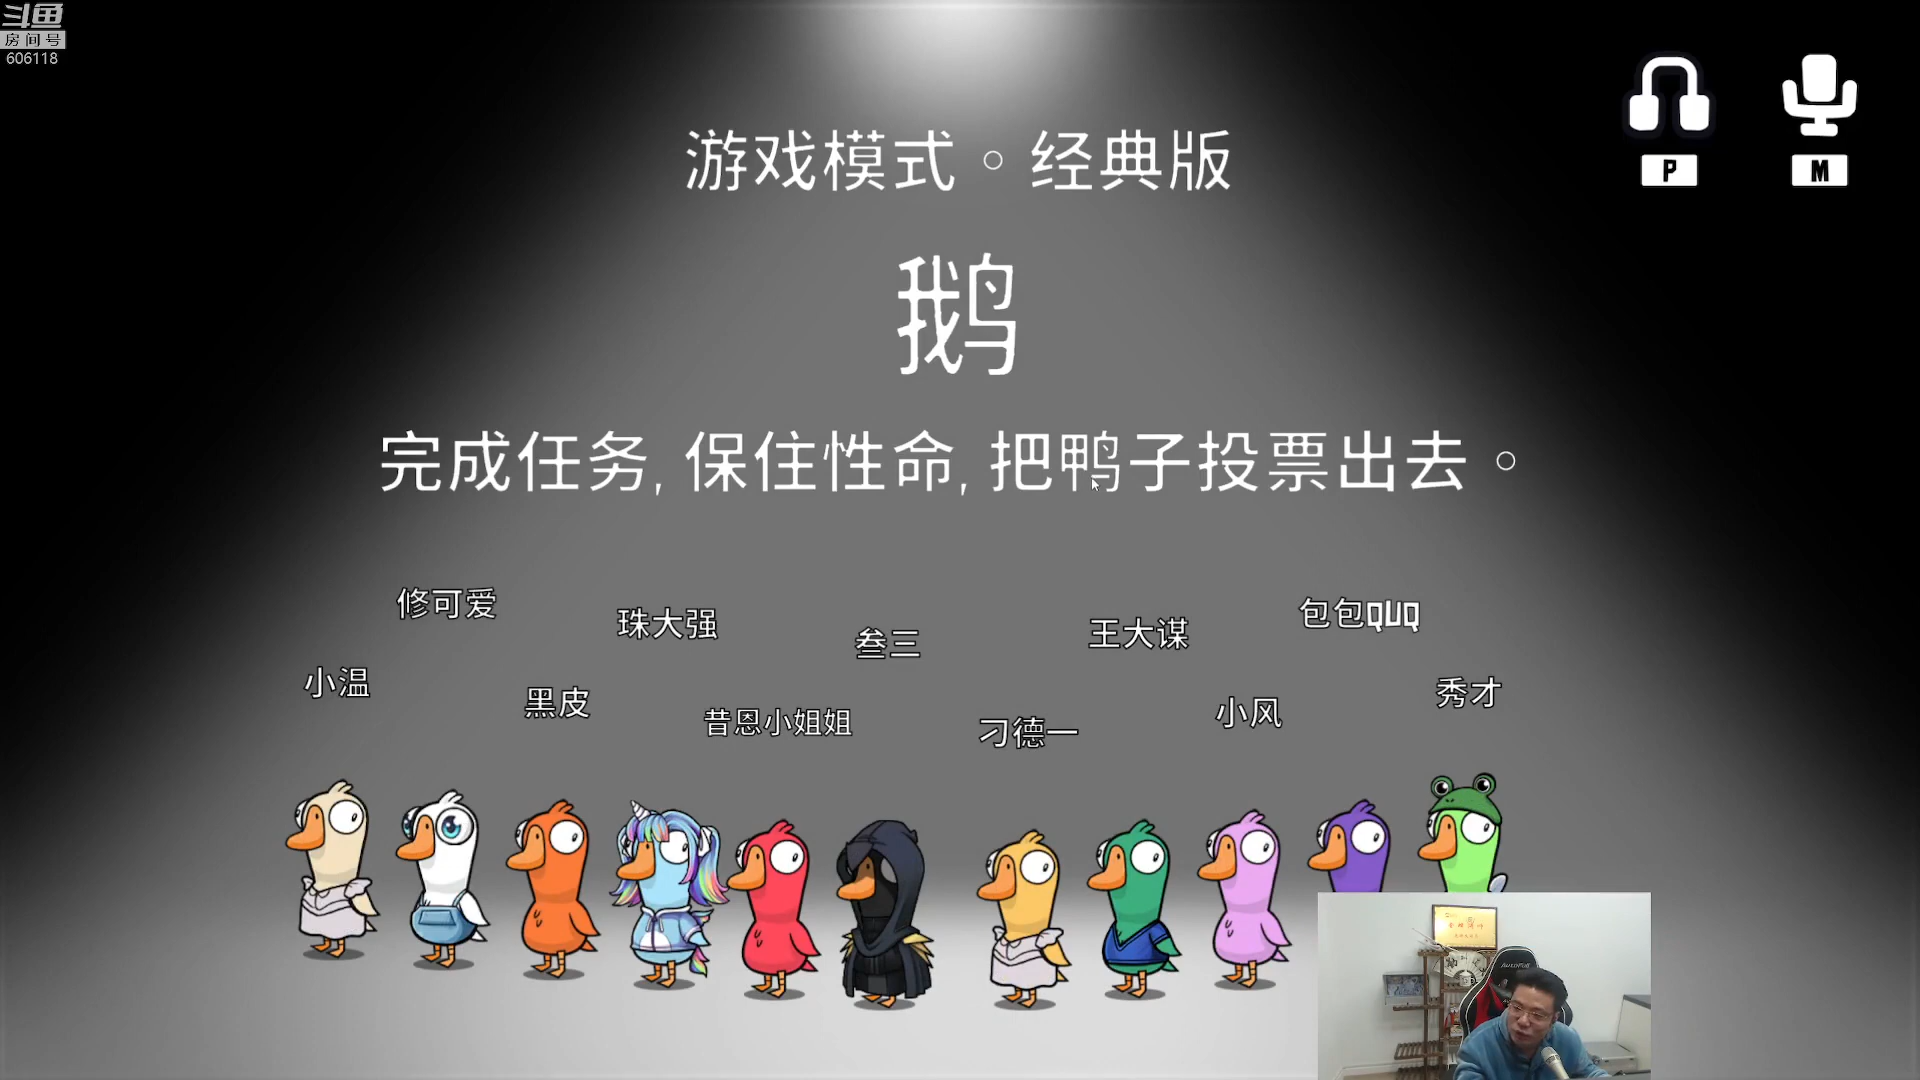 斗鱼
房间号
606118
P
M
游戏模式。经典版
鹅
完成任务, 保住性命, 把鸭子投票出去。
修可爱
珠大强
叁三
王大谋
包包QUQ
小温
黑皮
昔恩小姐姐
刁德一
小风
秀才